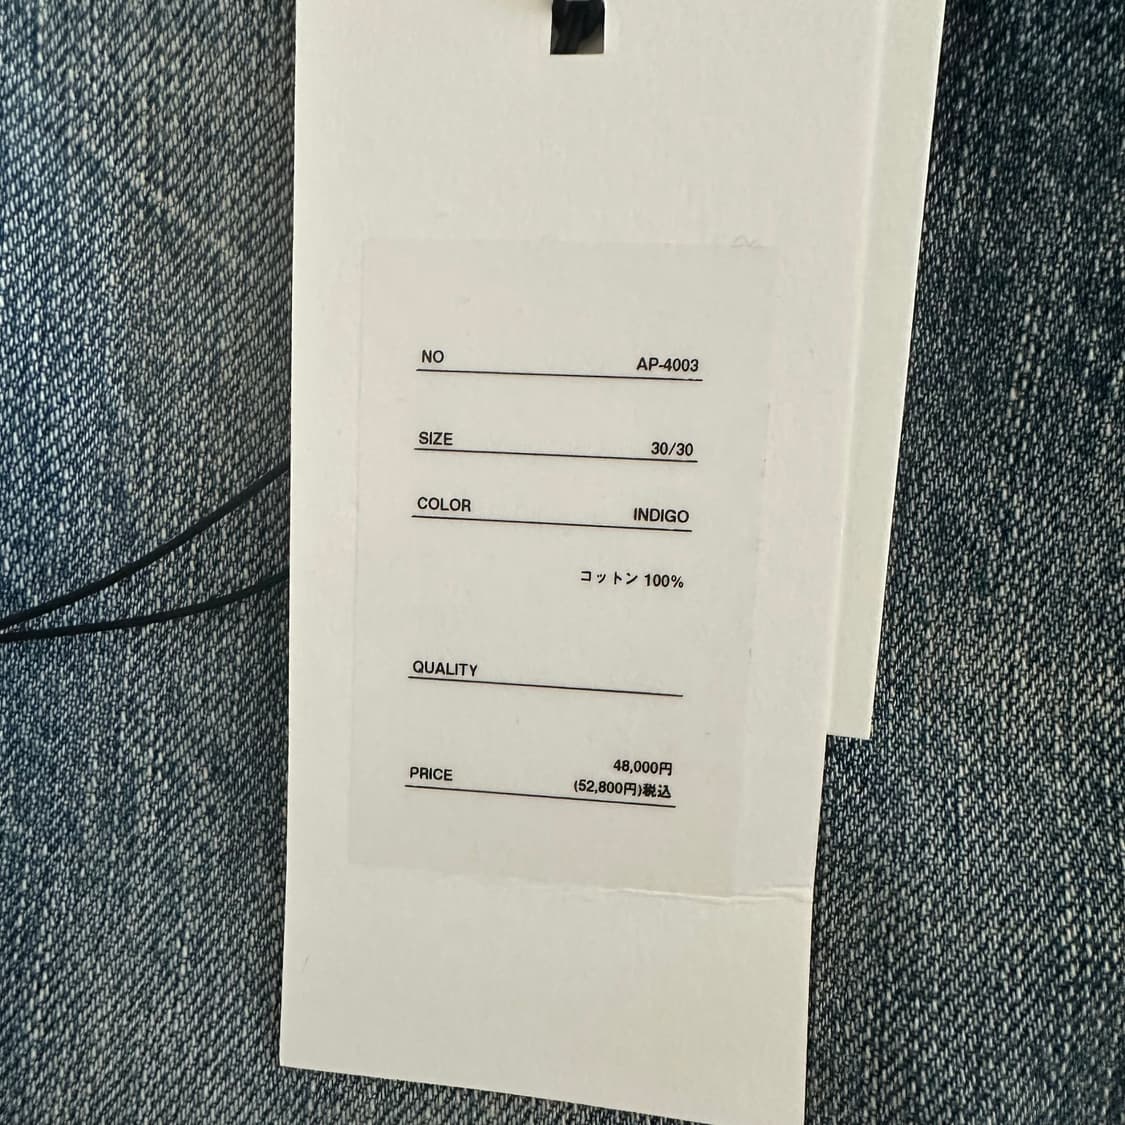 NO AP-4003
SIZE 30/30
COLOR INDIGO
コットン 100%
QUALITY
48,000円
PRICE (52,800円)税込